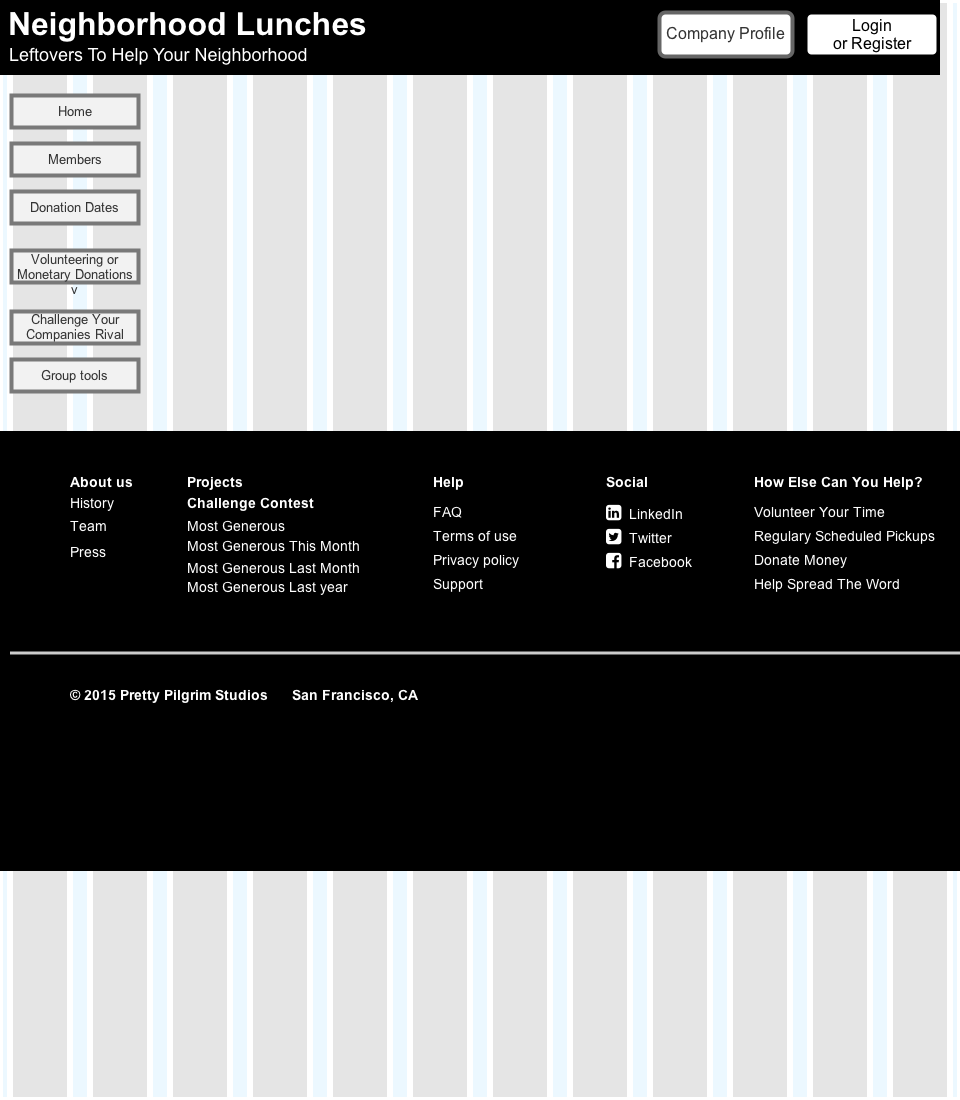 Neighborhood Lunches
Leftovers To Help Your Neighborhood
Company Profile
Login
or Register
Home
Members
Donation Dates
Volunteering or
Monetary Donations
v
Challenge Your
Companies Rival
Group tools
About us
History
Team
Press
Projects
Challenge Contest
Most Generous
Most Generous This Month
Most Generous Last Month
Most Generous Last year
Help
FAQ
Terms of use
Privacy policy
Support
Social
LinkedIn
Twitter
Facebook
How Else Can You Help?
Volunteer Your Time
Regulary Scheduled Pickups
Donate Money
Help Spread The Word
© 2015 Pretty Pilgrim Studios San Francisco, CA